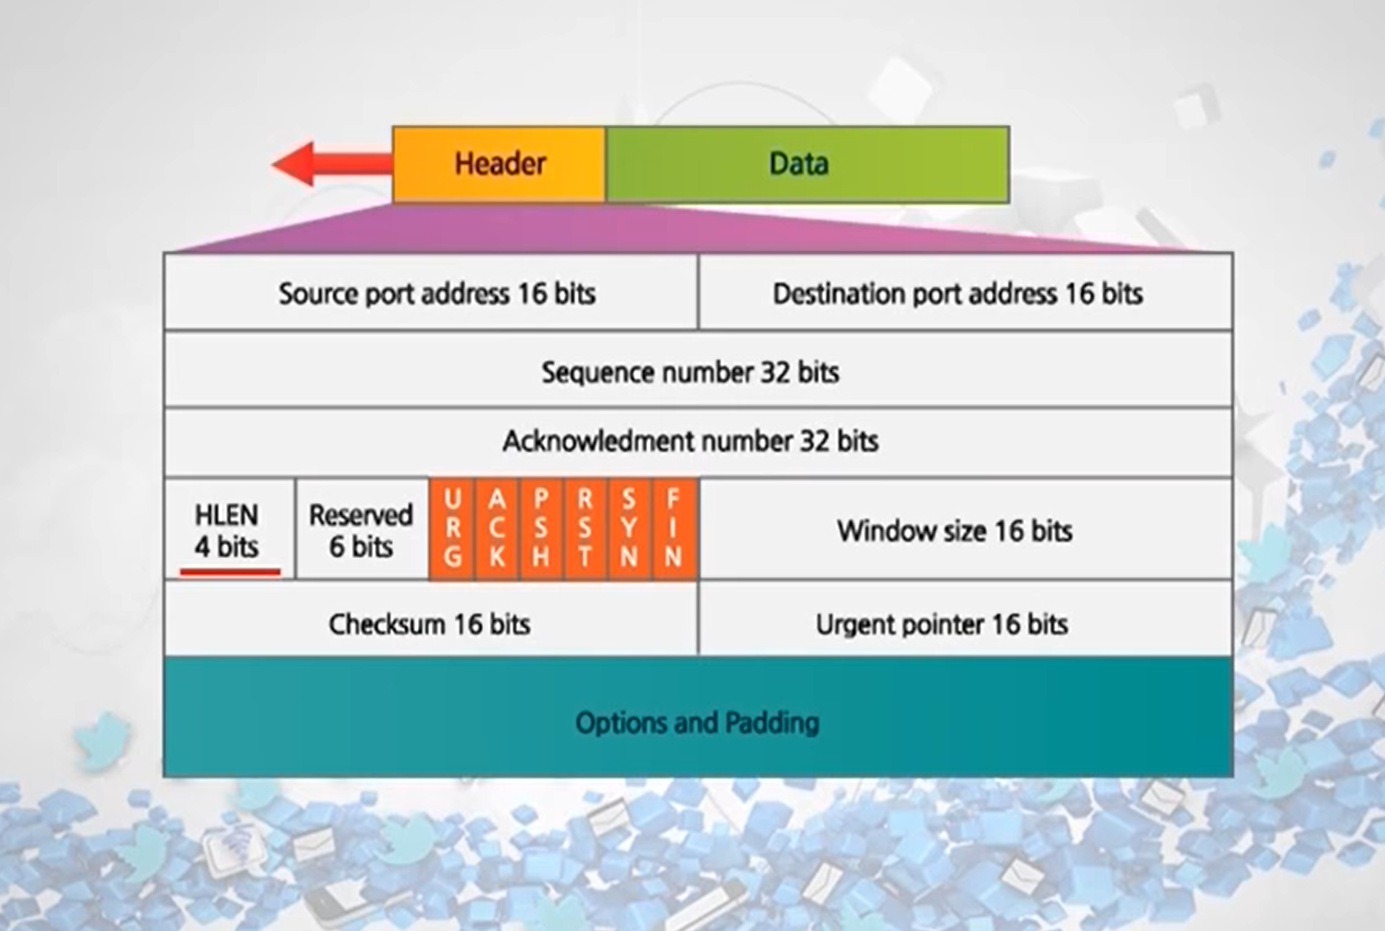 Header
Data
Source port address 16 bits
Destination port address 16 bits
Sequence number 32 bits
Acknowledment number 32 bits
HLEN
4 bits
Reserved
6 bits
URG
ACK
PSH
RST
SYN
FIN
Window size 16 bits
Checksum 16 bits
Urgent pointer 16 bits
Options and Padding